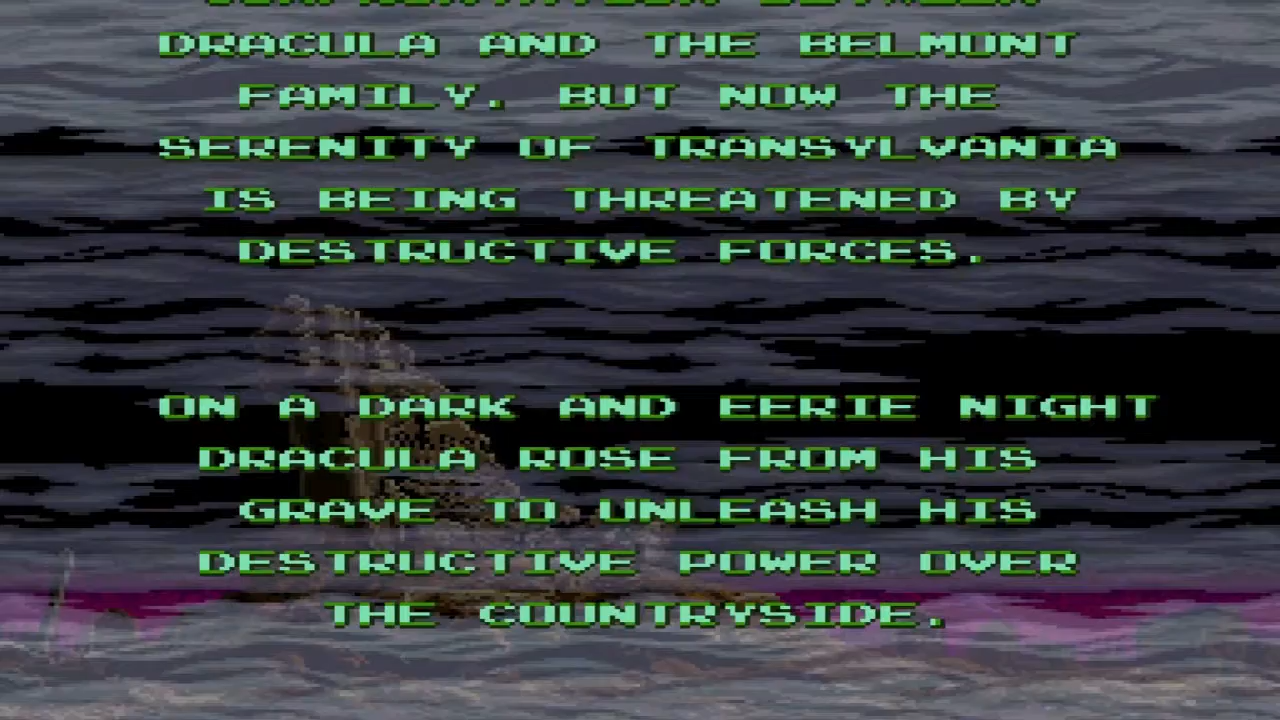 DRACULA AND THE BELMONT
FAMILY. BUT NOW THE
SERENITY OF TRANSYLVANIA
IS BEING THREATENED BY
DESTRUCTIVE FORCES.
ON A DARK AND EERIE NIGHT
DRACULA ROSE FROM HIS
GRAVE TO UNLEASH HIS
DESTRUCTIVE POWER OVER
THE COUNTRYSIDE.